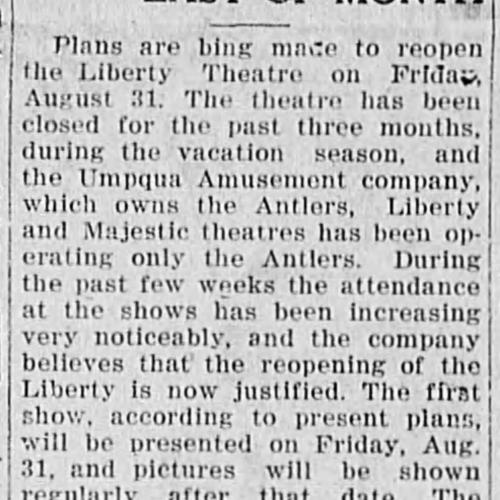 LAST OF MONTH
Plans are bing made to reopen
the Liberty Theatre on Friday,
August 31. The theatre has been
closed for the past three months,
during the vacation season, and
the Umpqua Amusement company,
which owns the Antlers, Liberty
and Majestic theatres has been op-
erating only the Antlers. During
the past few weeks the attendance
at the shows has been increasing
very noticeably, and the company
believes that the reopening of the
Liberty is now justified. The first
show, according to present plans,
will be presented on Friday, Aug.
31, and pictures will be shown
regularly after that date. The